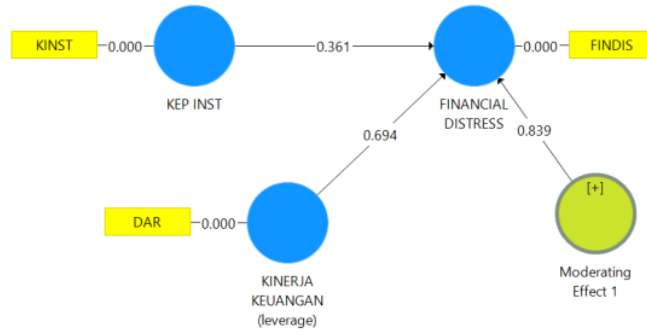 KINST
0.000
KEP INST
0.361
FINANCIAL
DISTRESS
0.000
FINDIS
0.694
0.839
DAR
0.000
KINERJA
KEUANGAN
(leverage)
[+]
Moderating
Effect 1